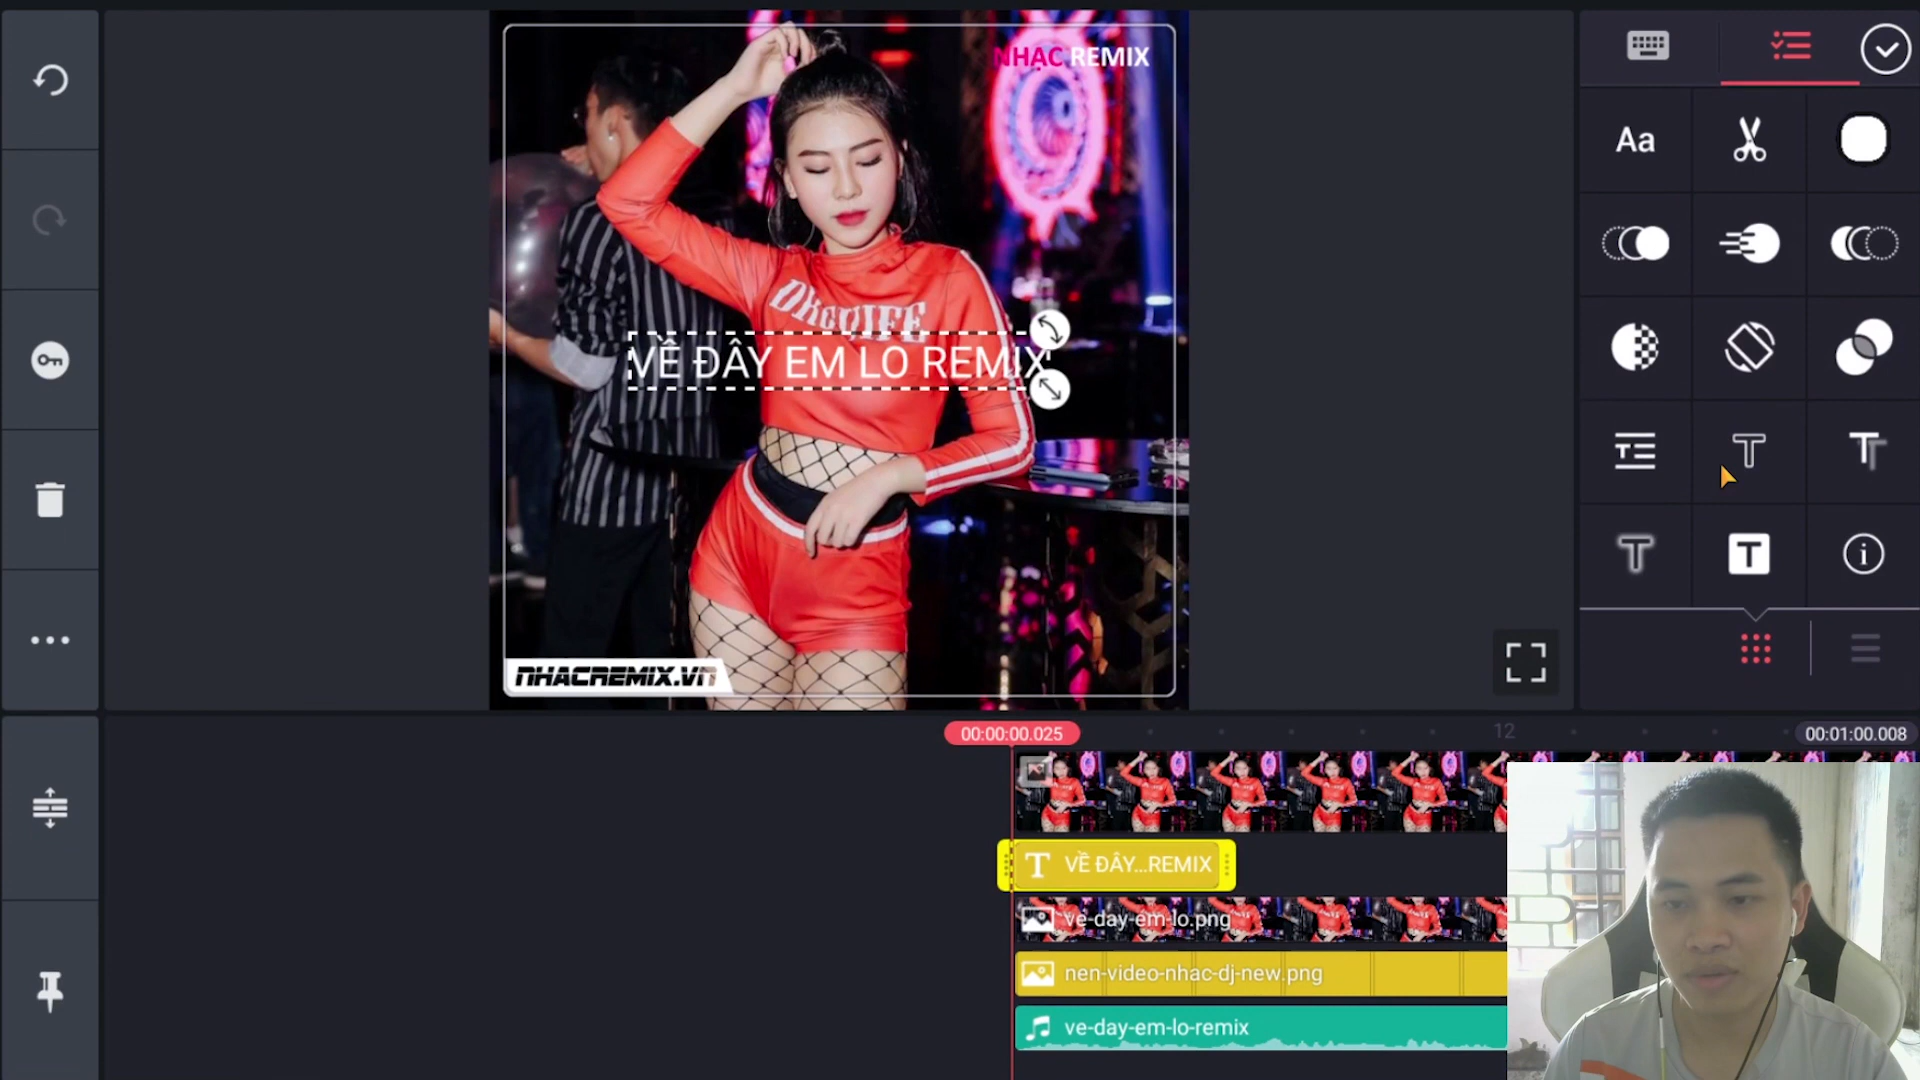 NHẠC REMIX
Aa
VỀ ĐÂY EM LO REMIX
NHACREMIX.VN
00:00:00.025
12
00:01:00.008
VỀ ĐÂY...REMIX
ve-day-em-lo.png
nen-video-nhac-dj-new.png
ve-day-em-lo-remix